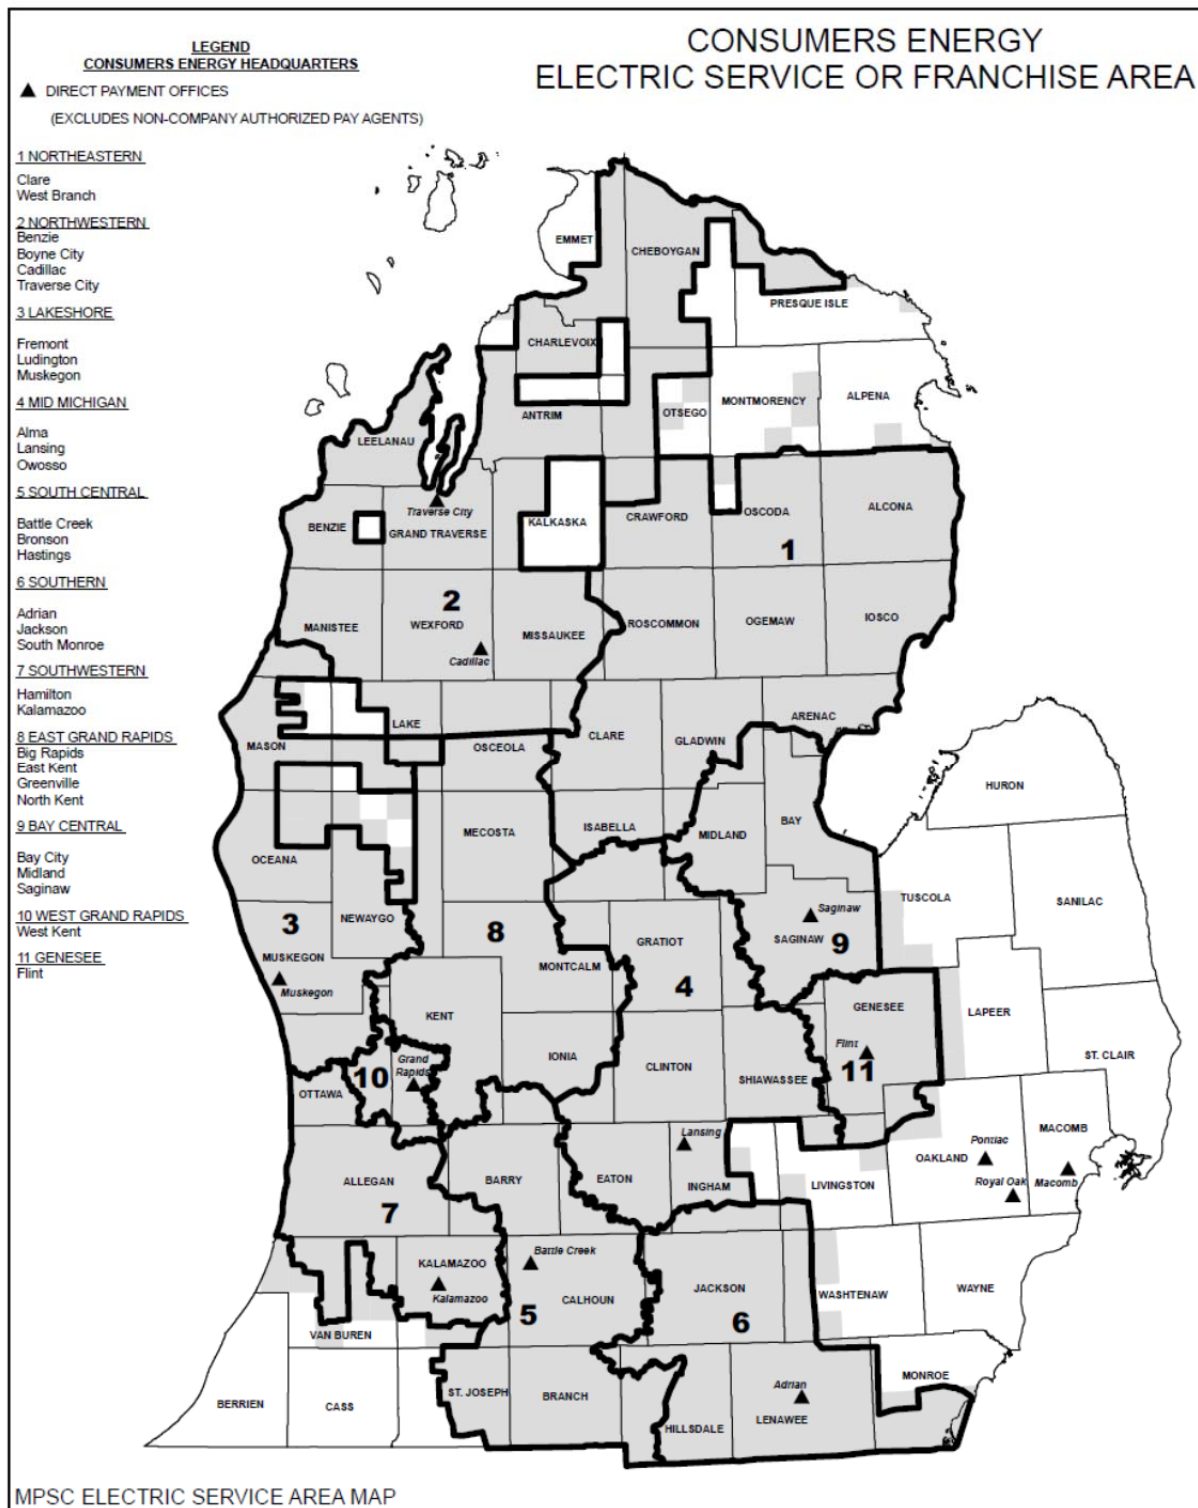 CONSUMERS ENERGY
ELECTRIC SERVICE OR FRANCHISE AREA
LEGEND
CONSUMERS ENERGY HEADQUARTERS
▲ DIRECT PAYMENT OFFICES
(EXCLUDES NON-COMPANY AUTHORIZED PAY AGENTS)
1 NORTHEASTERN
Clare
West Branch
2 NORTHWESTERN
Benzie
Boyne City
Cadillac
Traverse City
3 LAKESHORE
Fremont
Ludington
Muskegon
4 MID MICHIGAN
Alma
Lansing
Owosso
5 SOUTH CENTRAL
Battle Creek
Bronson
Hastings
6 SOUTHERN
Adrian
Jackson
South Monroe
7 SOUTHWESTERN
Hamilton
Kalamazoo
8 EAST GRAND RAPIDS
Big Rapids
East Kent
Greenville
North Kent
9 BAY CENTRAL
Bay City
Midland
Saginaw
10 WEST GRAND RAPIDS
West Kent
11 GENESEE
Flint
EMMET
CHEBOYGAN
PRESQUE ISLE
CHARLEVOIX
ANTRIM
OTSEGO
MONTMORENCY
ALPENA
LEELANAU
Traverse City
BENZIE
GRAND TRAVERSE
KALKASKA
CRAWFORD
OSCODA
ALCONA
1
2
MANISTEE
WEXFORD
Cadillac
MISSAUKEE
ROSCOMMON
OGEMAW
IOSCO
MASON
LAKE
OSCEOLA
CLARE
GLADWIN
ARENAC
HURON
OCEANA
MECOSTA
ISABELLA
MIDLAND
BAY
TUSCOLA
SANILAC
3
NEWAYGO
8
Saginaw
SAGINAW
9
GRATIOT
4
MUSKEGON
Muskegon
MONTCALM
KENT
GENESEE
LAPEER
ST. CLAIR
Flint
11
Grand
Rapids
10
OTTAWA
IONIA
CLINTON
SHIAWASSEE
Lansing
Pontiac
MACOMB
OAKLAND
Royal Oak
Macomb
ALLEGAN
7
BARRY
EATON
INGHAM
LIVINGSTON
KALAMAZOO
Kalamazoo
Battle Creek
CALHOUN
5
JACKSON
6
WASHTENAW
WAYNE
VAN BUREN
MONROE
BERRIEN
CASS
ST. JOSEPH
BRANCH
HILLSDALE
Adrian
LENAWEE
MPSC ELECTRIC SERVICE AREA MAP